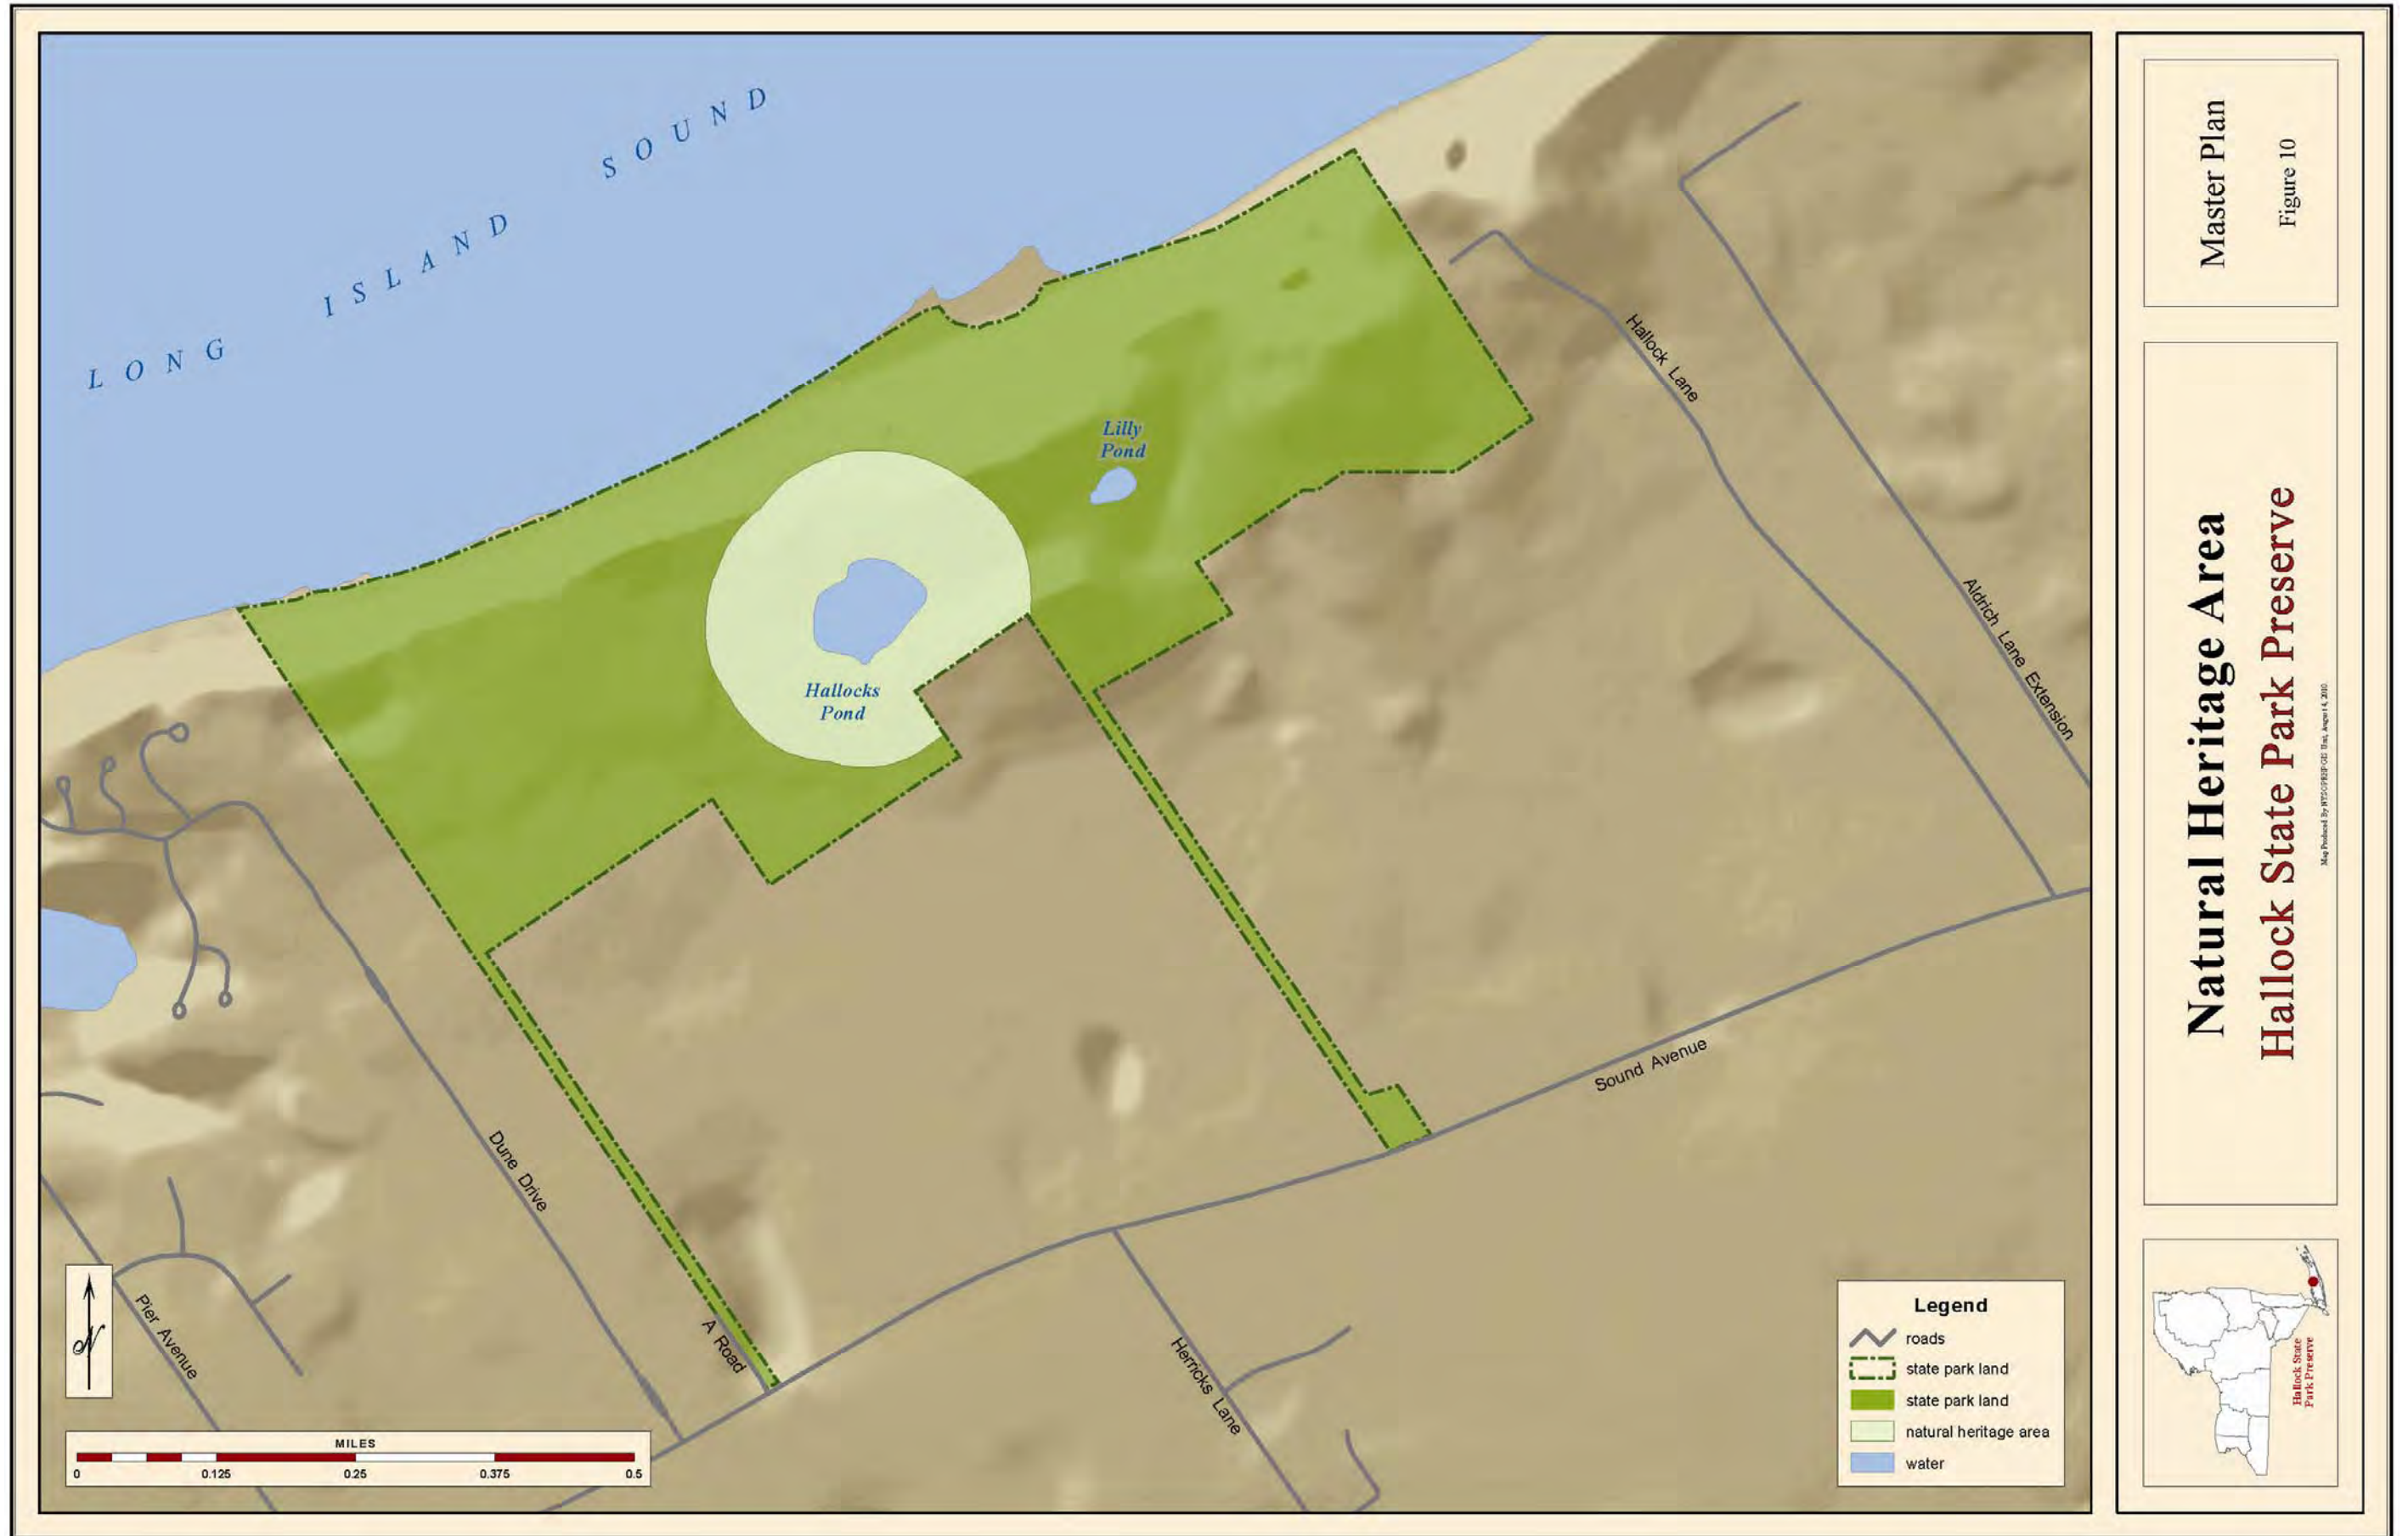 LONG ISLAND SOUND
Lilly
Pond
Hallocks
Pond
Hallock Lane
Aldrich Lane Extension
Sound Avenue
Dune Drive
A Road
Pier Avenue
Herricks Lane
N
MILES
0 0.125 0.25 0.375 0.5
Legend
roads
state park land
state park land
natural heritage area
water
Master Plan
Figure 10
Natural Heritage Area
Hallock State Park Preserve
Hallock State
Park Preserve